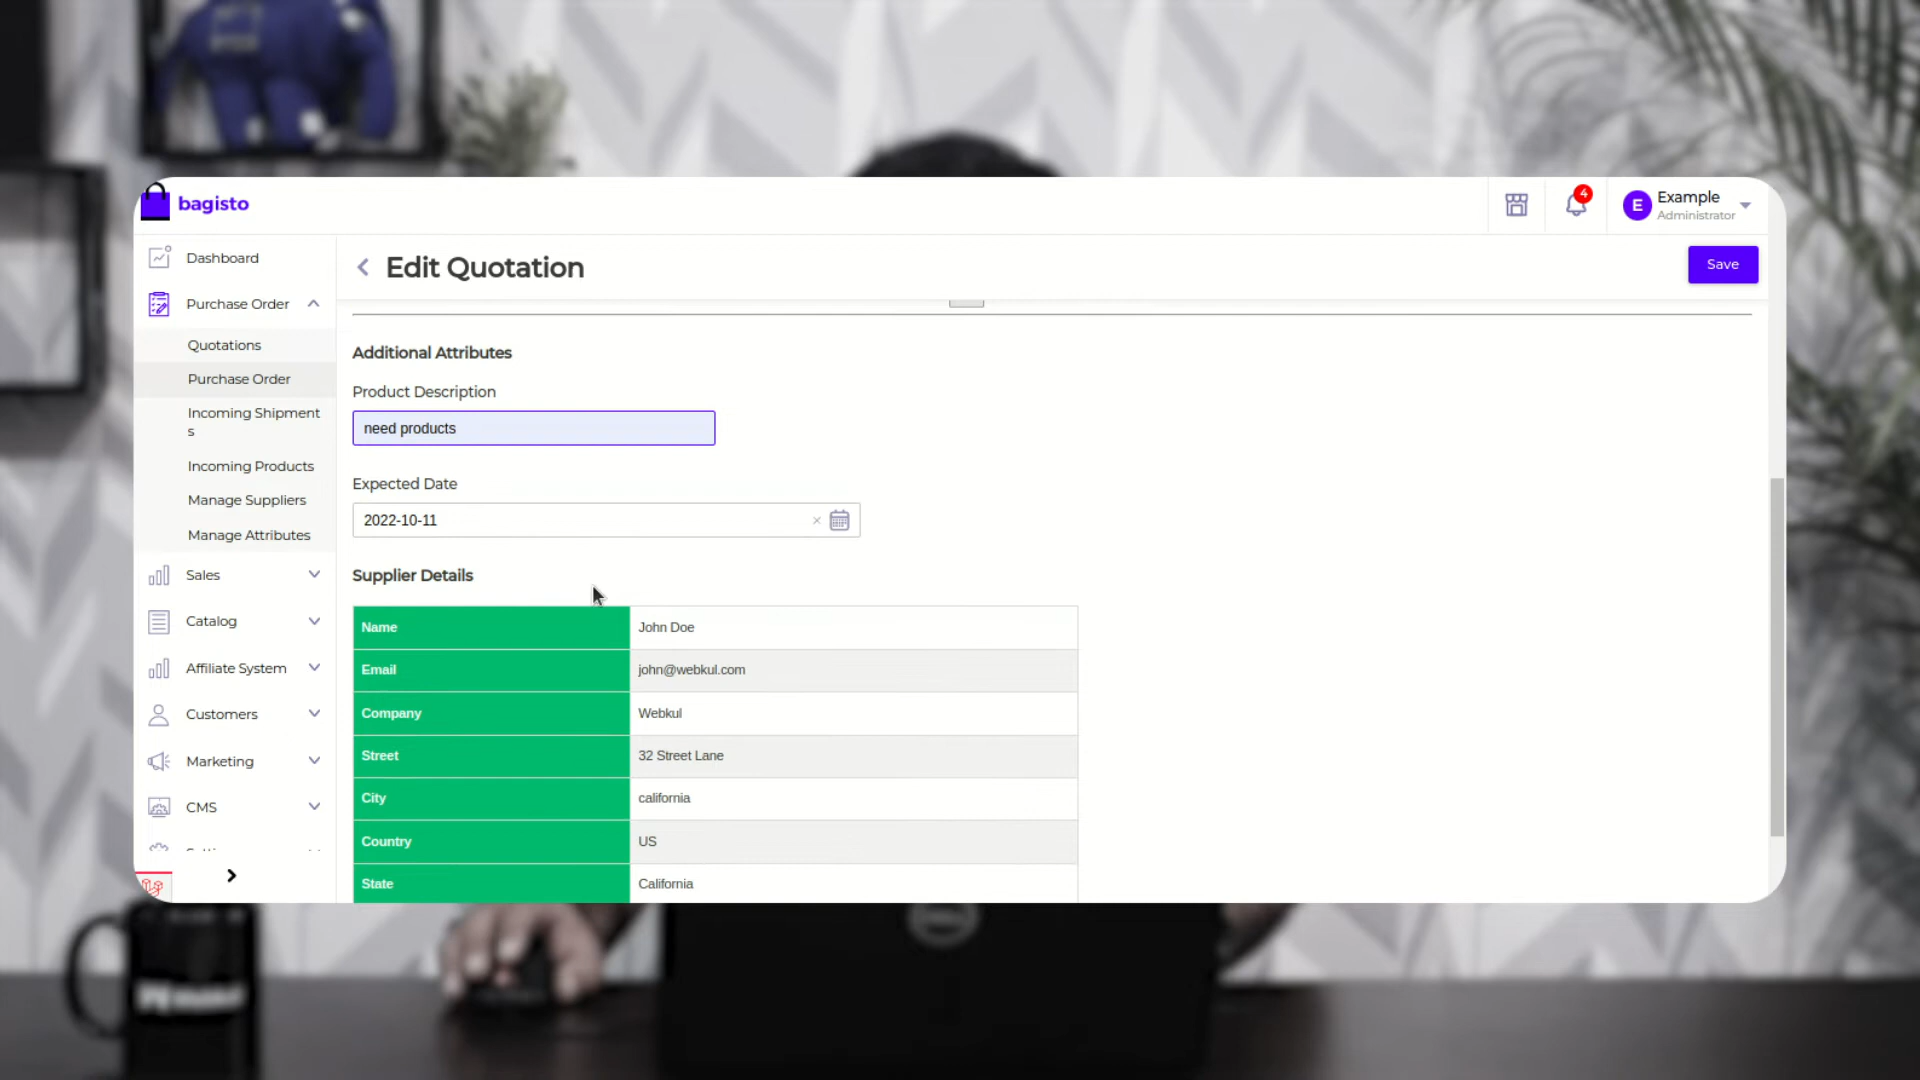 bagisto
4
E
Example
Administrator
Dashboard
Edit Quotation
Save
Purchase Order
Quotations
Purchase Order
Incoming Shipment
s
Incoming Products
Manage Suppliers
Manage Attributes
Sales
Catalog
Affiliate System
Customers
Marketing
CMS
Additional Attributes
Product Description
need products
Expected Date
2022-10-11
Supplier Details
Name John Doe
Email john@webkul.com
Company Webkul
Street 32 Street Lane
City california
Country US
State California
DELL